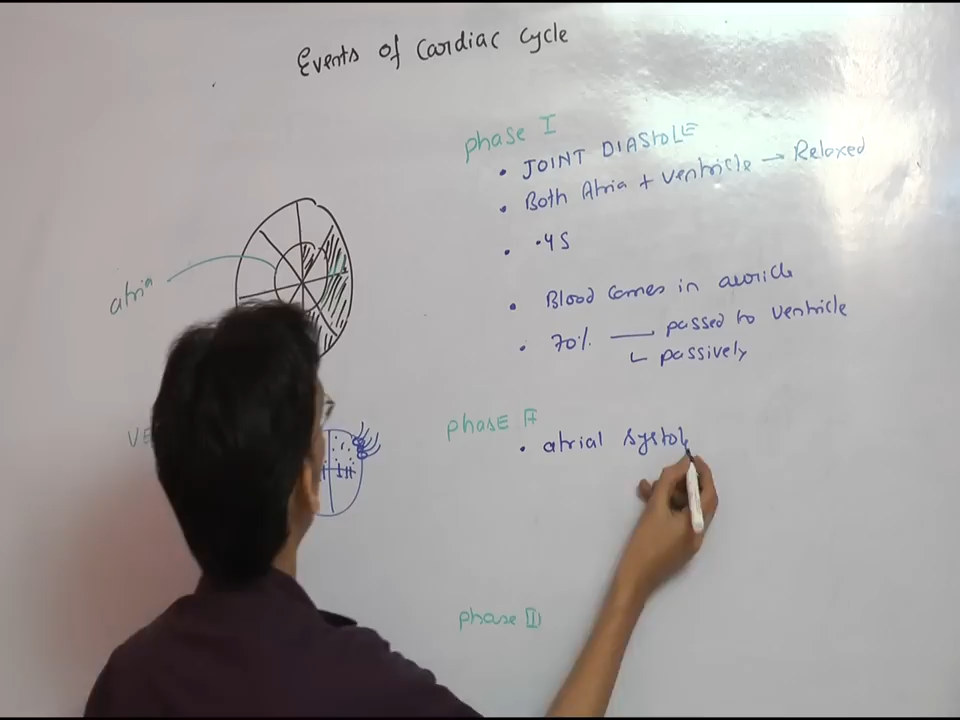 Events of Cardiac Cycle
phase I
• JOINT DIASTOLE
• Both Atria + Ventricle → Relaxed
• .4 S
• Blood comes in auricle
• 70% — passed to ventricle
passively
phase II
• atrial systol
phase III
atria
VE